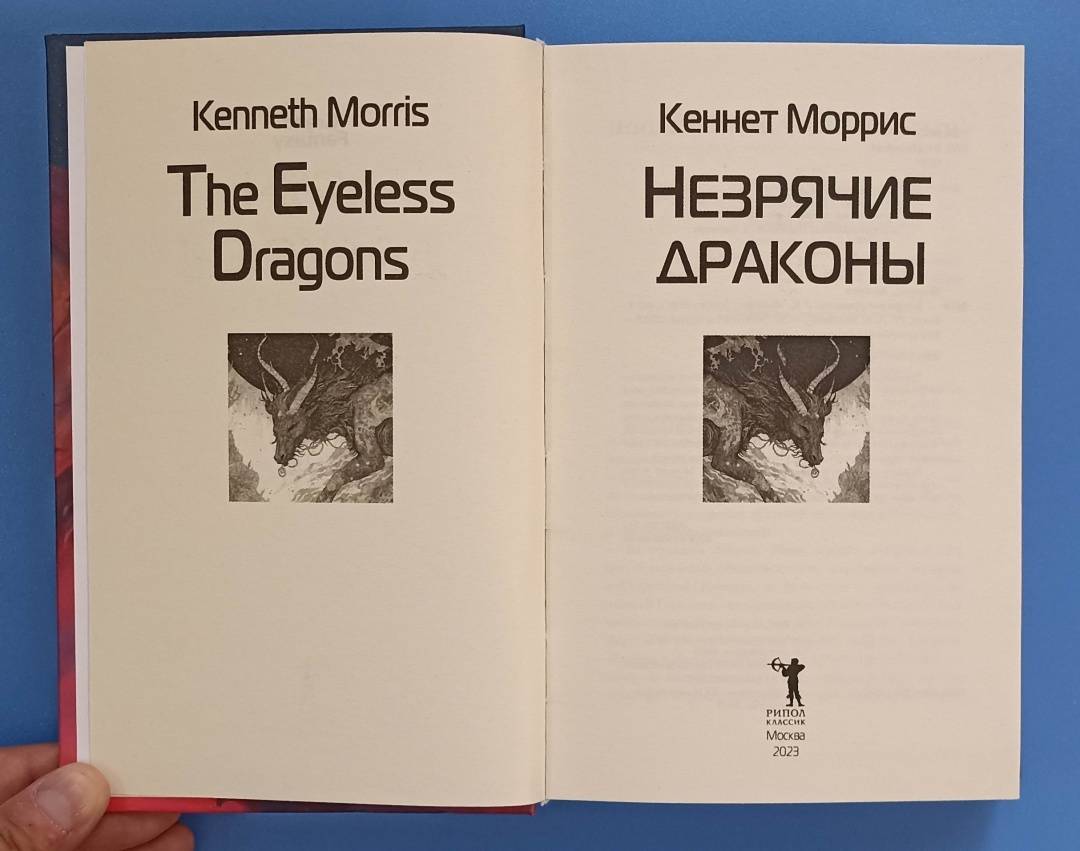 Kenneth Morris
The Eyeless
Dragons
Кеннет Моррис
Незрячие
драконы
РИПОЛ
КЛАССИК
Москва
2023